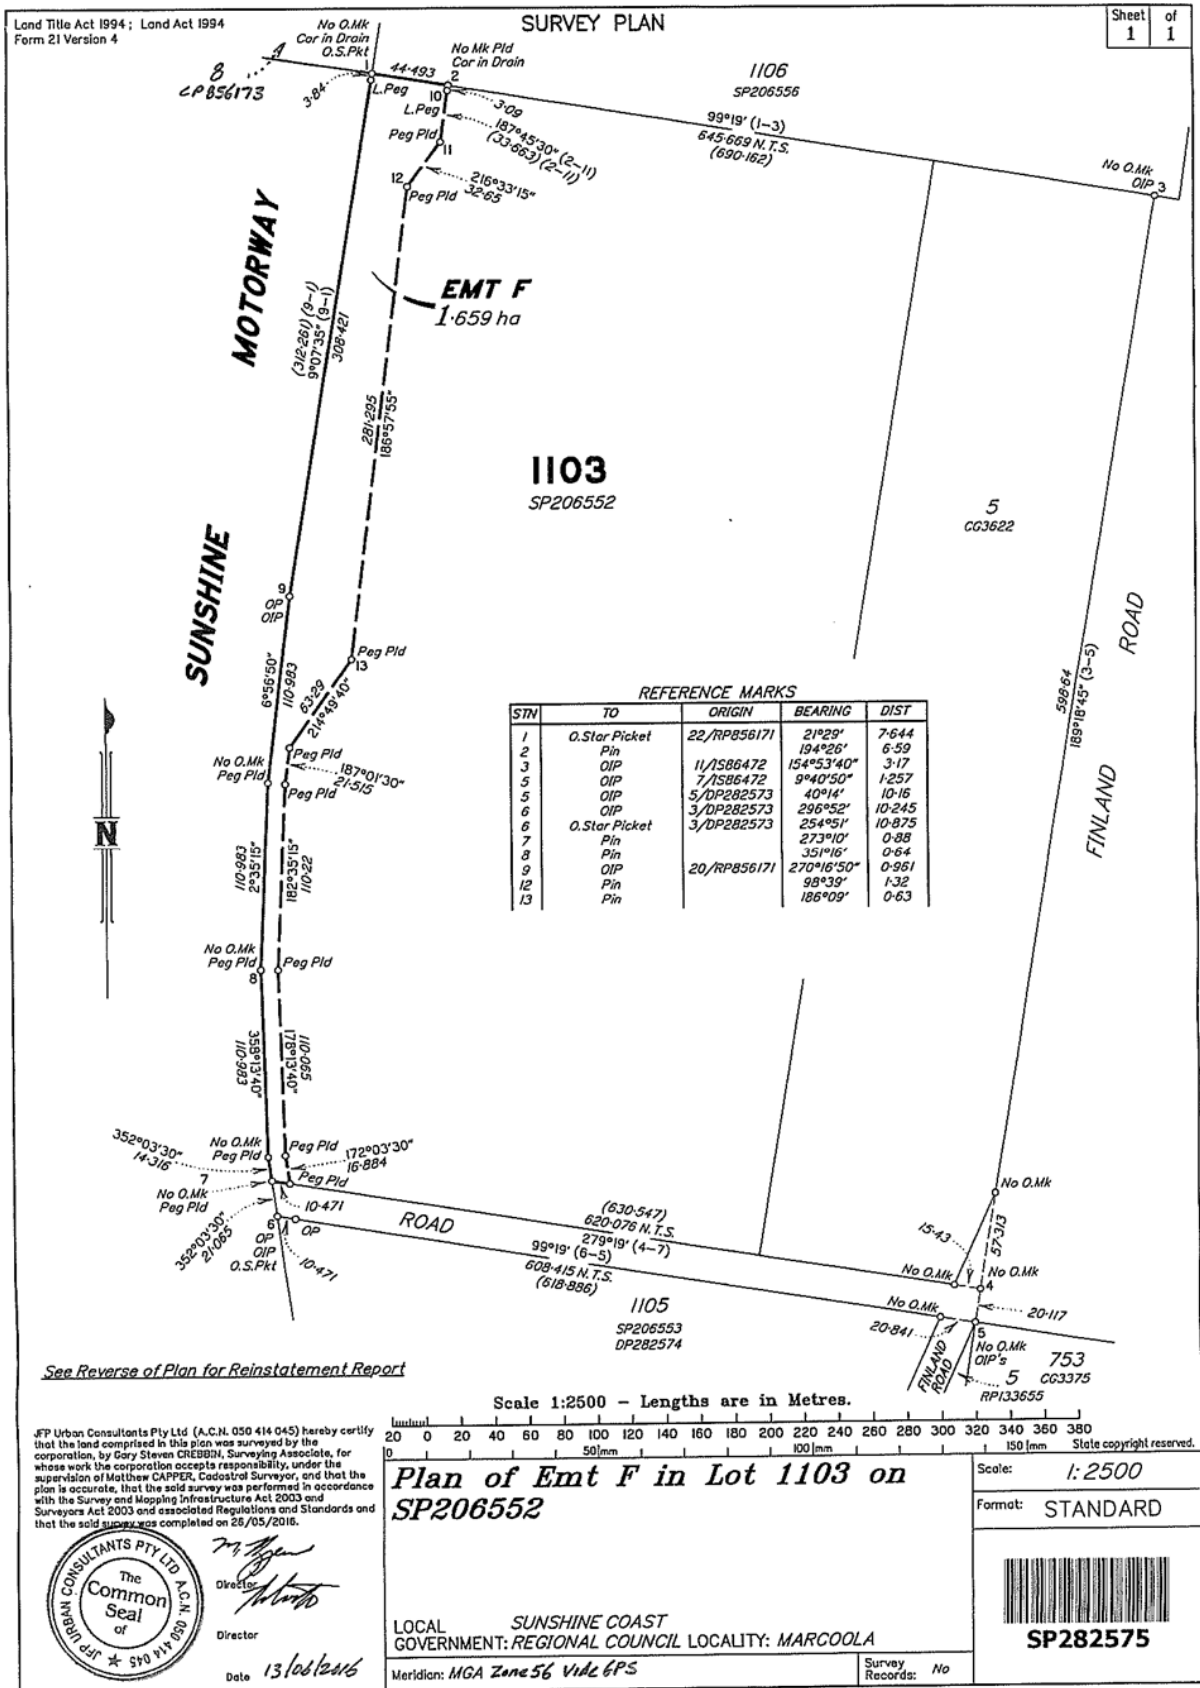 Land Title Act 1994 ; Land Act 1994
Form 21 Version 4
SURVEY PLAN
Sheet of
1 1
No O.Mk
Cor in Drain
O.S.Pkt
1
8
3·84
L.Peg
44·493
No Mk Pld
Cor in Drain
2
10
L.Peg
3·09
187°45'30" (2-11)
(33·663) (2-11)
Peg Pld
11
216°33'15"
32·65
12
Peg Pld
1106
SP206556
99°19' (1-3)
645·669 N.T.S.
(690·162)
No O.Mk
OIP
3
SUNSHINE MOTORWAY
(312·261) (9-1)
9°07'35" (9-1)
308·421
EMT F
1·659 ha
281·295
186°57'55"
1103
SP206552
5
CG3622
FINLAND ROAD
598·64
189°18'45" (3-5)
9
OP
OIP
Peg Pld
13
6°56'50"
110·983
63·29
214°49'40"
Peg Pld
187°01'30"
21·515
No O.Mk
Peg Pld
Peg Pld
N
REFERENCE MARKS
STN TO ORIGIN BEARING DIST
1 O.Star Picket 22/RP856171 21°29' 7·644
2 Pin 194°26' 6·59
3 OIP 11/IS86472 154°53'40" 3·17
5 OIP 7/IS86472 9°40'50" 1·257
5 OIP 5/DP282573 40°14' 10·16
6 OIP 3/DP282573 296°52' 10·245
6 O.Star Picket 3/DP282573 254°51' 10·875
7 Pin 273°10' 0·88
8 Pin 351°16' 0·64
9 OIP 20/RP856171 270°16'50" 0·961
12 Pin 98°39' 1·32
13 Pin 186°09' 0·63
110·983
2°35'15"
182°35'15"
110·22
No O.Mk
Peg Pld
8
Peg Pld
358°13'40"
110·983
110·065
178°13'40"
352°03'30"
14·316
No O.Mk
Peg Pld
Peg Pld
172°03'30"
16·884
7
No O.Mk
Peg Pld
Peg Pld
10·471
352°03'30"
21·065
6
OP
OIP
O.S.Pkt
OP
10·471
ROAD
(630·547)
620·076 N.T.S.
279°19' (4-7)
99°19' (6-5)
608·415 N.T.S.
(618·886)
No O.Mk
15·43
57·313
No O.Mk
No O.Mk
4
No O.Mk
20·117
20·841
5
No O.Mk
OIP's
FINLAND
ROAD
5
RP133655
753
CG3375
1105
SP206553
DP282574
See Reverse of Plan for Reinstatement Report
Scale 1:2500 – Lengths are in Metres.
20 0 20 40 60 80 100 120 140 160 180 200 220 240 260 280 300 320 340 360 380
0 50 mm 100 mm 150 mm State copyright reserved.
JFP Urban Consultants Pty Ltd (A.C.N. 050 414 045) hereby certify
that the land comprised in this plan was surveyed by the
corporation, by Gary Steven CREBBIN, Surveying Associate, for
whose work the corporation accepts responsibility, under the
supervision of Matthew CAPPER, Cadastral Surveyor, and that the
plan is accurate, that the said survey was performed in accordance
with the Survey and Mapping Infrastructure Act 2003 and
Surveyors Act 2003 and associated Regulations and Standards and
that the said survey was completed on 26/05/2016.
JFP URBAN CONSULTANTS PTY LTD A.C.N. 050 414 045
The
Common
Seal
of
Director
Director
Date 13/06/2016
Plan of Emt F in Lot 1103 on
SP206552
LOCAL SUNSHINE COAST
GOVERNMENT: REGIONAL COUNCIL LOCALITY: MARCOOLA
Meridian: MGA Zone 56 Vide GPS
Survey
Records: No
Scale: 1:2500
Format: STANDARD
SP282575